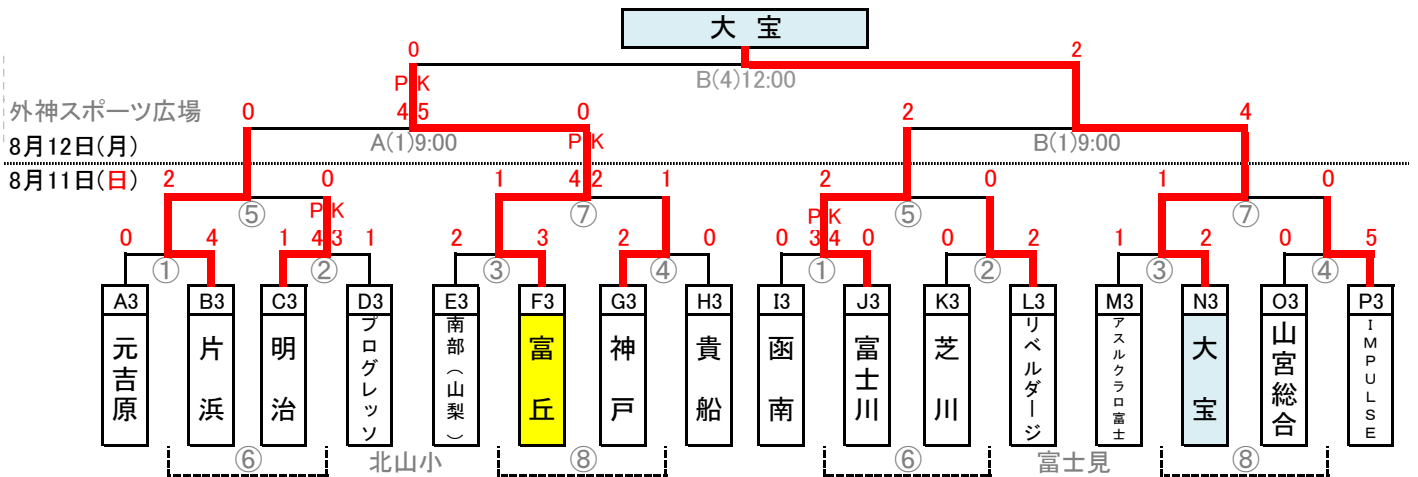 大 宝
0 2
B(4)12:00
P K
外神スポーツ広場 0 4 5 0 2 4
8月12日(月) A(1)9:00 P K B(1)9:00
8月11日(日) 2 0 1 4 2 1 2 0 1 0
⑤ P K ⑦ P K ⑤ ⑦
0 4 1 4 3 1 2 3 2 0 0 3 4 0 0 2 1 2 0 5
① ② ③ ④ ① ② ③ ④
A3 B3 C3 D3 E3 F3 G3 H3 I3 J3 K3 L3 M3 N3 O3 P3
元吉原
片浜
明治
プログレッソ
南部(山梨)
富丘
神戸
貴船
函南
富士川
芝川
リベルダージ
アスルクラロ富士
大宝
山宮総合
IMPULSE
⑥ 北山小 ⑧ ⑥ 富士見 ⑧